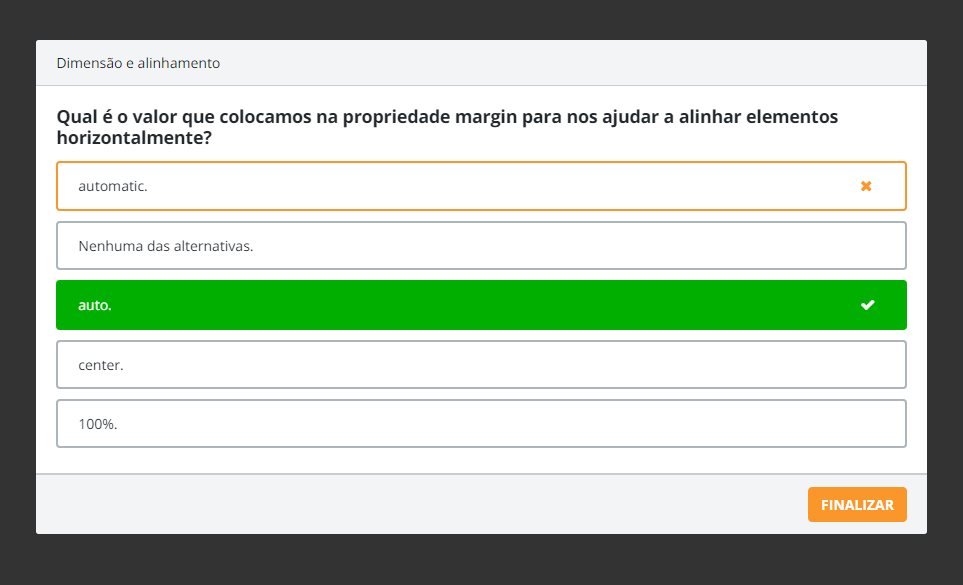 Dimensão e alinhamento
Qual é o valor que colocamos na propriedade margin para nos ajudar a alinhar elementos
horizontalmente?
automatic.
Nenhuma das alternativas.
auto.
center.
100%.
FINALIZAR